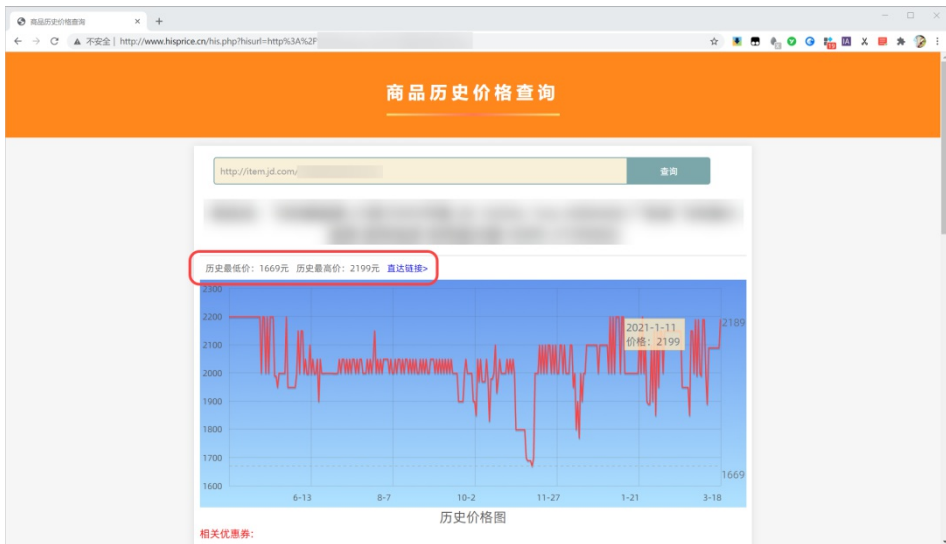 商品历史价格查询
不安全 | http://www.hisprice.cn/his.php?hisurl=http%3A%2F
商品历史价格查询
http://item.jd.com/
查询
历史最低价：1669元 历史最高价：2199元 直达链接>
2300
2200
2189
2021-1-11
价格：2199
2100
2000
1900
1800
1700
1669
1600
6-13 8-7 10-2 11-27 1-21 3-18
历史价格图
相关优惠券：